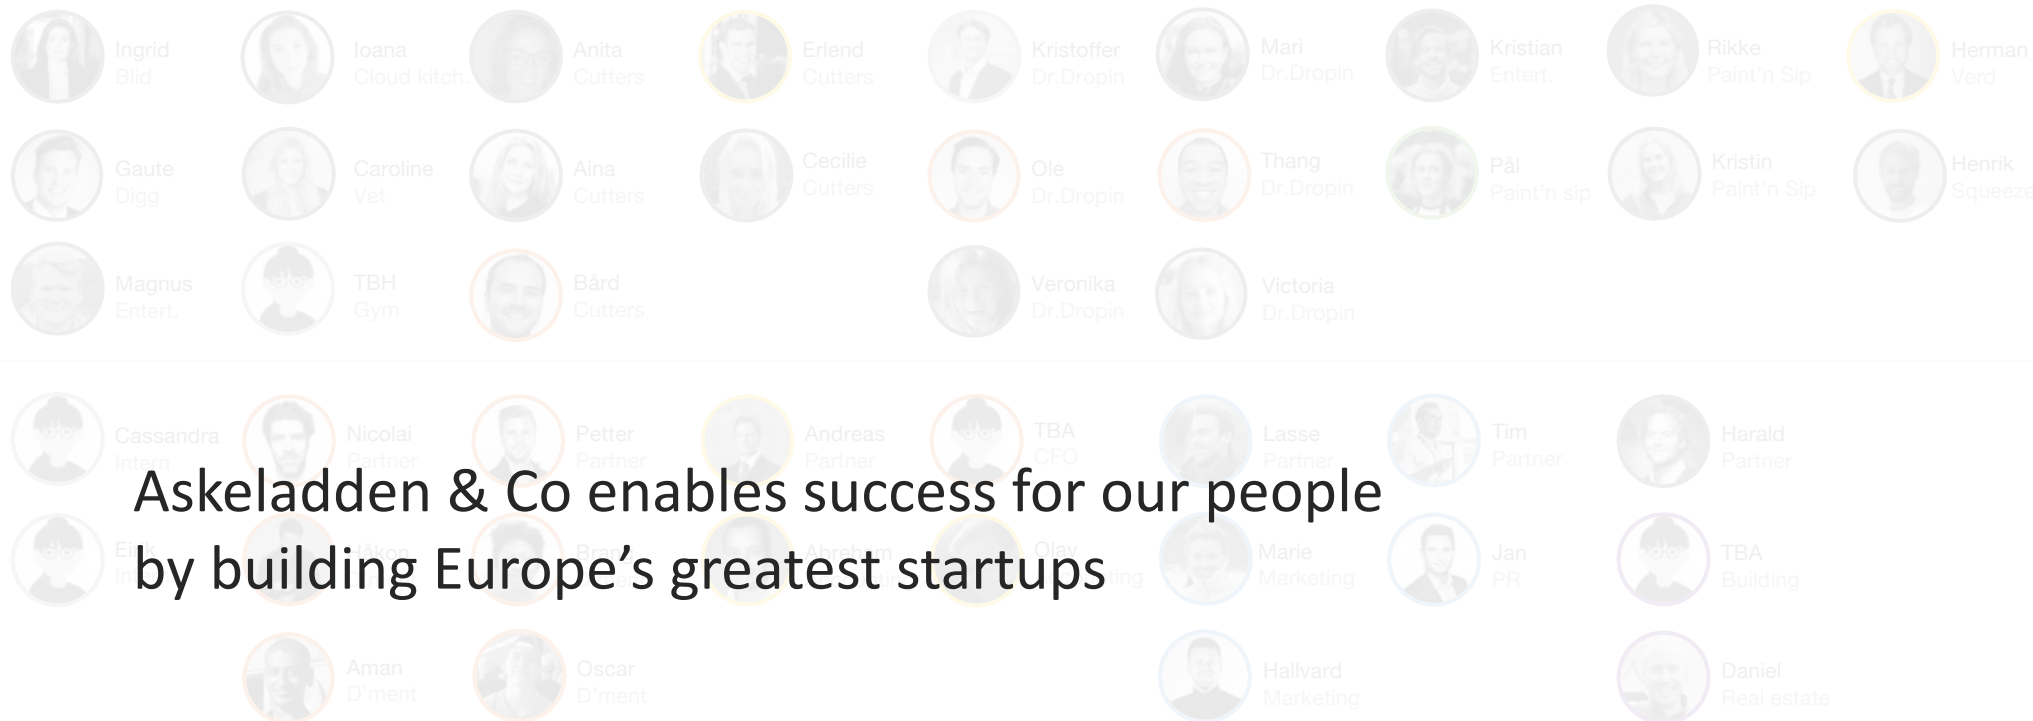 Ingrid
Blid
Ioana
Cloud kitch.
Anita
Cutters
Erlend
Cutters
Kristoffer
Dr.Dropin
Mari
Dr.Dropin
Kristian
Entert.
Rikke
Paint'n Sip
Herman
Verd
Gaute
Digg
Caroline
Vet
Aina
Cutters
Cecilie
Cutters
Ole
Dr.Dropin
Thang
Dr.Dropin
Pål
Paint'n sip
Kristin
Paint'n Sip
Henrik
Squeeze
Magnus
Entert.
TBH
Gym
Bård
Cutters
Veronika
Dr.Dropin
Victoria
Dr.Dropin
Cassandra
Intern
Nicolai
Partner
Petter
Partner
Andreas
Partner
TBA
CFO
Lasse
Partner
Tim
Partner
Harald
Partner
Askeladden & Co enables success for our people
by building Europe's greatest startups
Eirik
Håkon
Abraham
Olav
Marie
Marketing
Jan
PR
TBA
Building
Aman
D'ment
Oscar
D'ment
Hallvard
Marketing
Daniel
Real estate